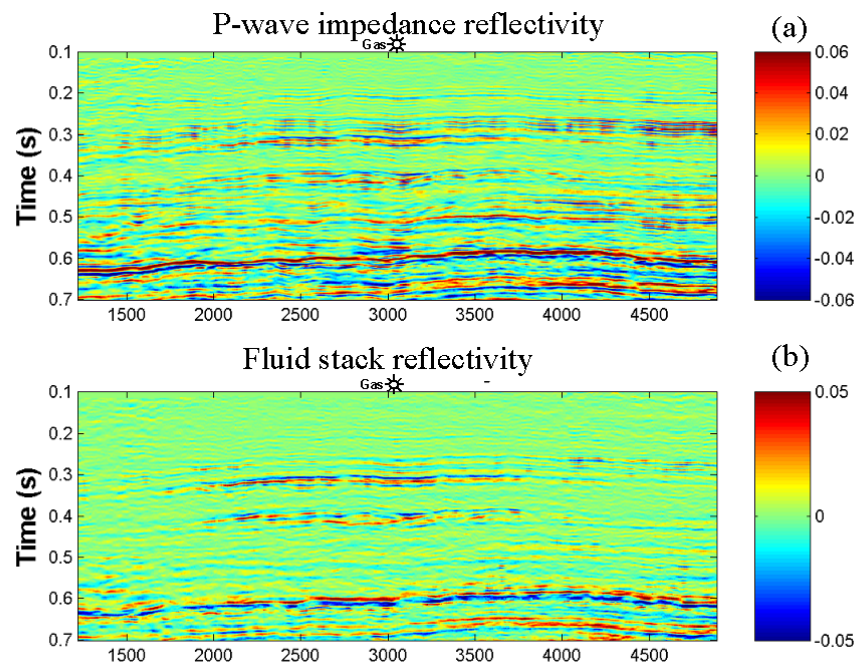 P-wave impedance reflectivity
(a)
Gas
0.1
0.2
0.3
0.4
0.5
0.6
0.7
Time (s)
1500 2000 2500 3000 3500 4000 4500
0.06
0.04
0.02
0
-0.02
-0.04
-0.06
Fluid stack reflectivity
(b)
Gas
-
0.1
0.2
0.3
0.4
0.5
0.6
0.7
Time (s)
1500 2000 2500 3000 3500 4000 4500
0.05
0
-0.05